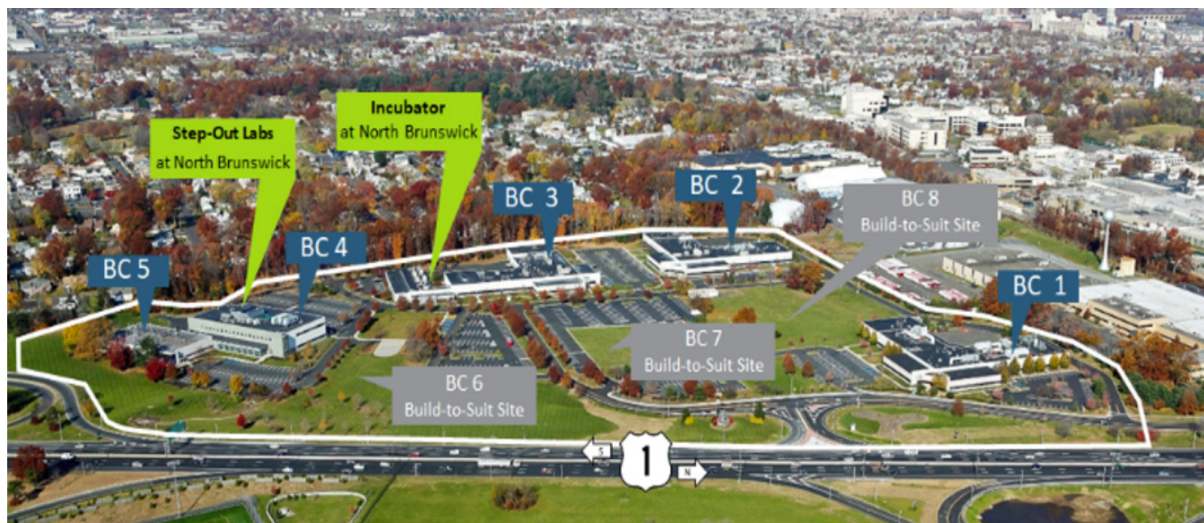 Step-Out Labs
at North Brunswick
Incubator
at North Brunswick
BC 5
BC 4
BC 3
BC 2
BC 8
Build-to-Suit Site
BC 1
BC 7
Build-to-Suit Site
BC 6
Build-to-Suit Site
S
1
N